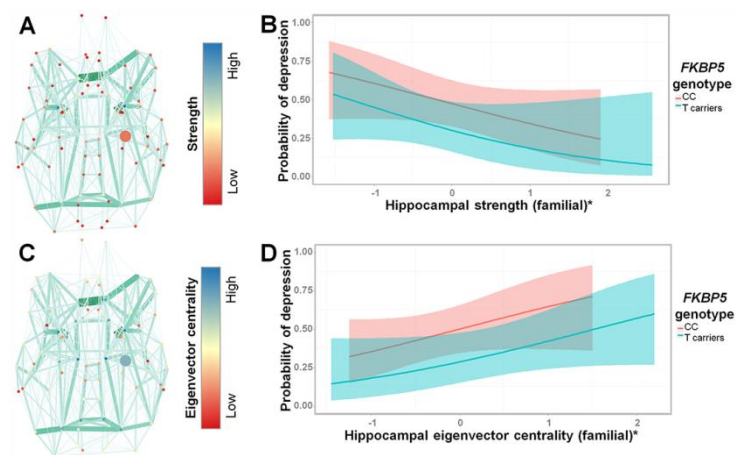 A
High
Strength
Low
B
Probability of depression
1.00
0.75
0.50
0.25
0.00
-1
0
1
2
Hippocampal strength (familial)*
FKBP5
genotype
CC
T carriers
C
High
Eigenvector centrality
Low
D
Probability of depression
1.00
0.75
0.50
0.25
0.00
-1
0
1
2
Hippocampal eigenvector centrality (familial)*
FKBP5
genotype
CC
T carriers